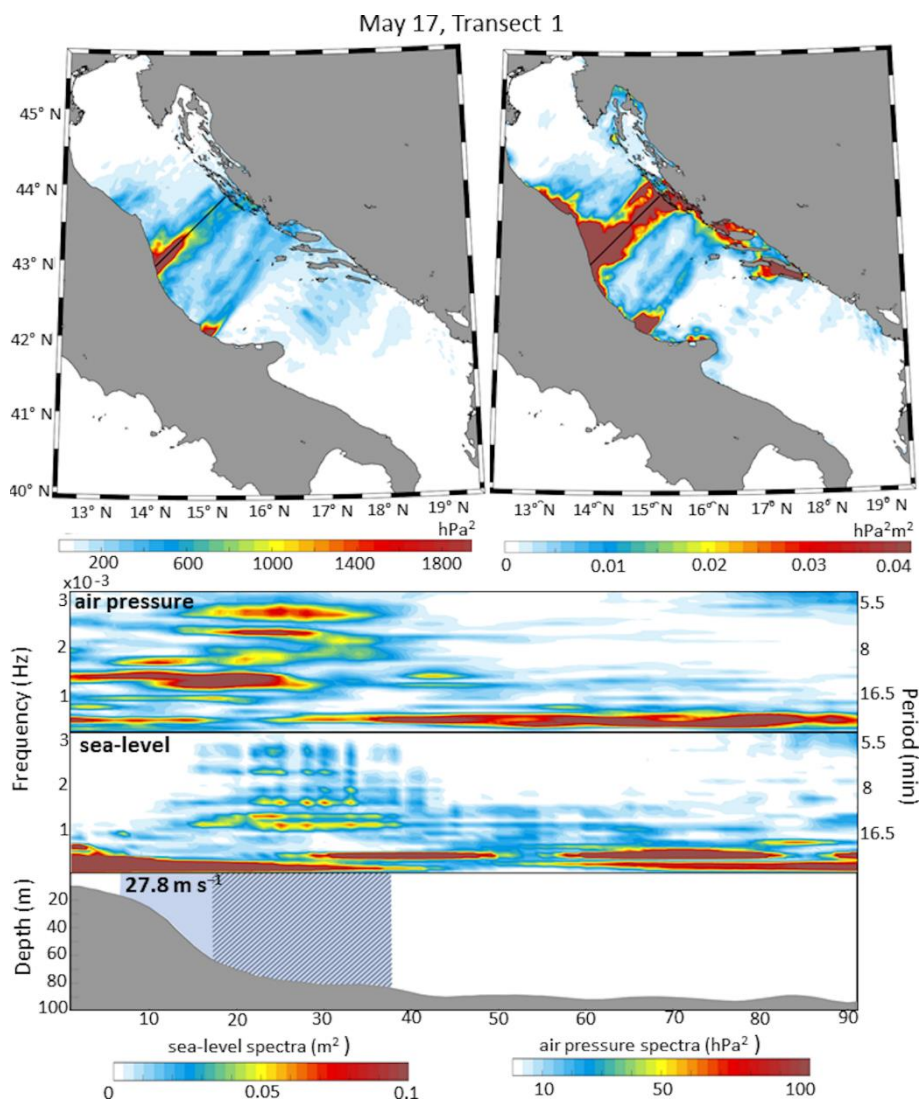 May 17, Transect 1
45° N
44° N
43° N
42° N
41° N
40° N
13° N 14° N 15° N 16° N 17° N 18° N 19° N
13° N 14° N 15° N 16° N 17° N 18° N 19° N
hPa²
200 600 1000 1400 1800
hPa²m²
0 0.01 0.02 0.03 0.04
x10⁻³
air pressure
3
2
1
5.5
8
16.5
sea-level
3
2
1
5.5
8
16.5
Frequency (Hz)
Period (min)
27.8 m s⁻¹
Depth (m)
20
40
60
80
100
10 20 30 40 50 60 70 80 90
sea-level spectra (m²)
0 0.05 0.1
air pressure spectra (hPa²)
10 50 100